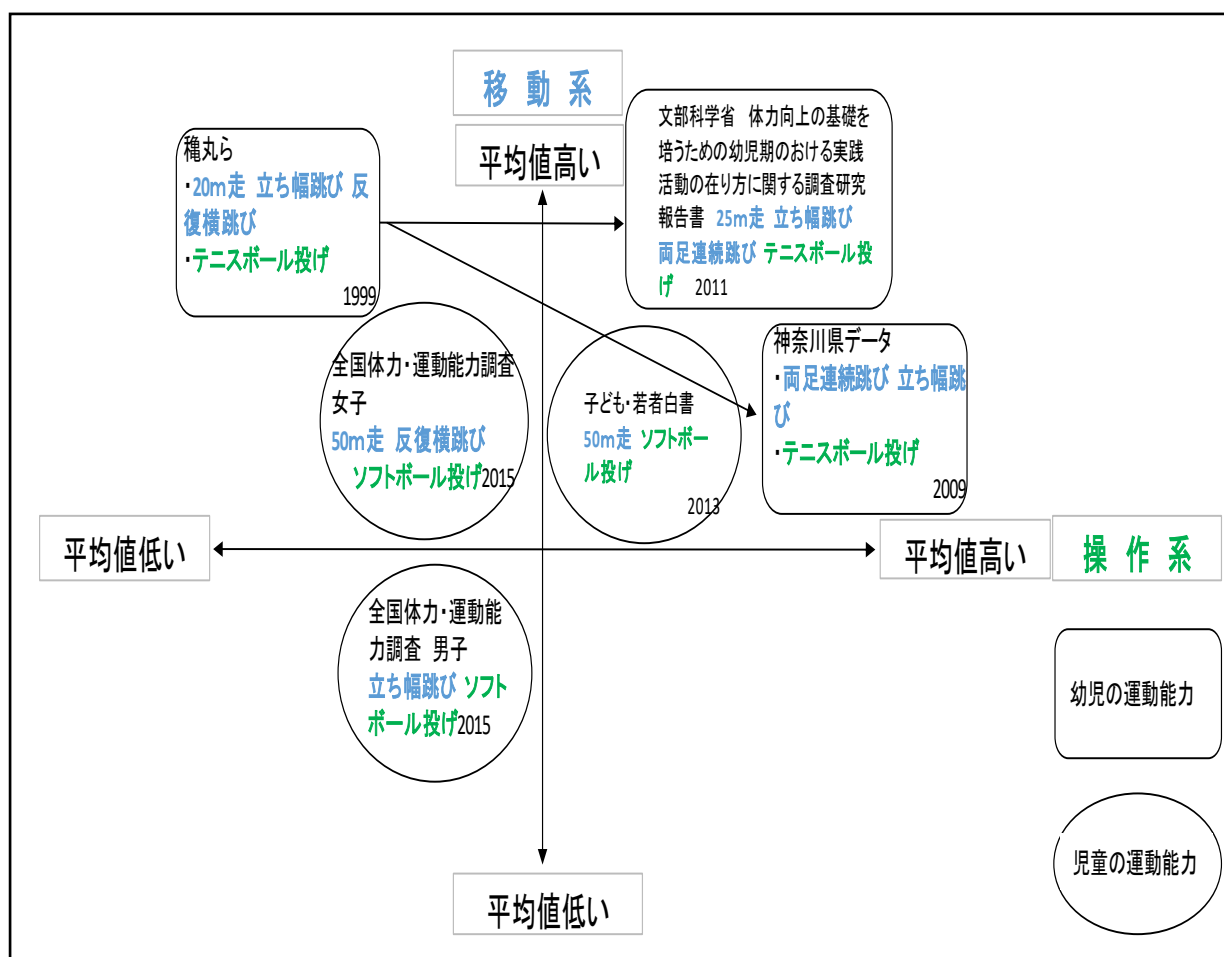 移 動 系
平均値高い
文部科学省 体力向上の基礎を
培うための幼児期のおける実践
活動の在り方に関する調査研究
報告書 25m走 立ち幅跳び
両足連続跳び テニスボール投
げ 2011
穐丸ら
・20m走 立ち幅跳び 反
復横跳び
・テニスボール投げ
1999
全国体力・運動能力調査
女子
50m走 反復横跳び
ソフトボール投げ2015
子ども・若者白書
50m走 ソフトボー
ル投げ
2013
神奈川県データ
・両足連続跳び 立ち幅跳
び
・テニスボール投げ
2009
平均値低い
平均値高い
操 作 系
全国体力・運動能
力調査 男子
立ち幅跳び ソフト
ボール投げ2015
幼児の運動能力
児童の運動能力
平均値低い